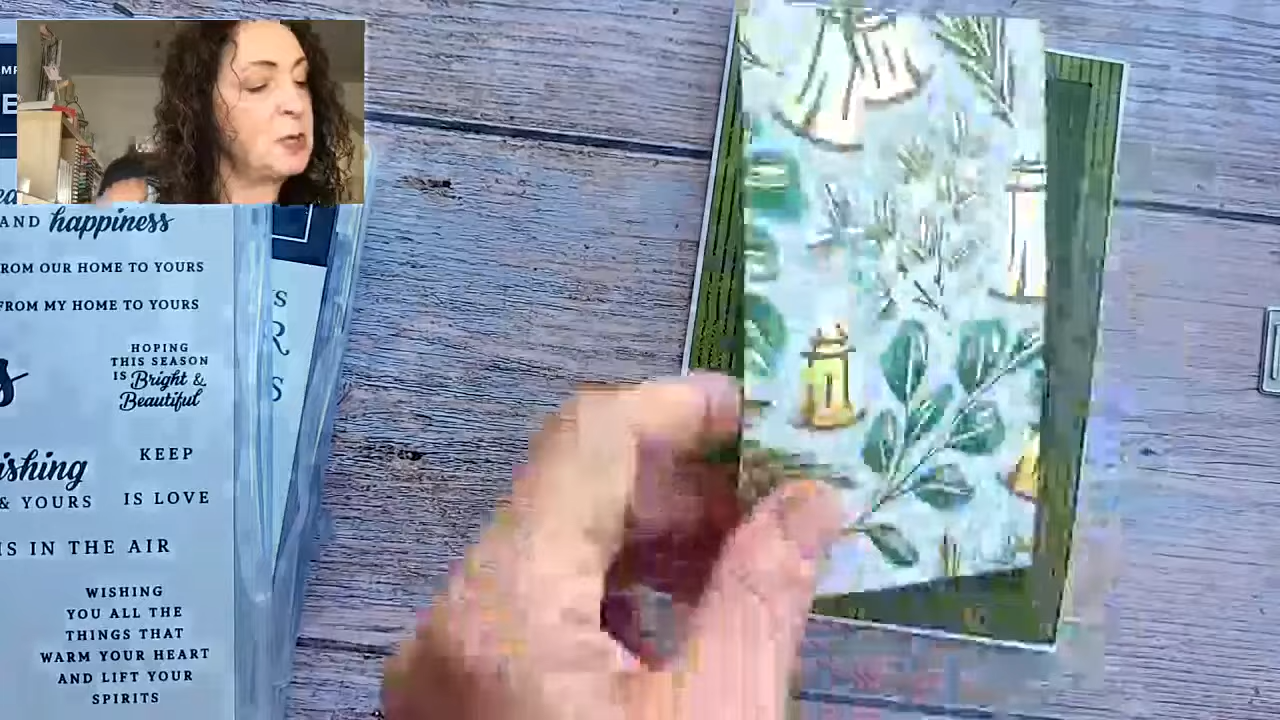 AND happiness
FROM OUR HOME TO YOURS
FROM MY HOME TO YOURS
HOPING
THIS SEASON
IS Bright &
Beautiful
KEEP
& YOURS
IS LOVE
IS IN THE AIR
WISHING
YOU ALL THE
THINGS THAT
WARM YOUR HEART
AND LIFT YOUR
SPIRITS